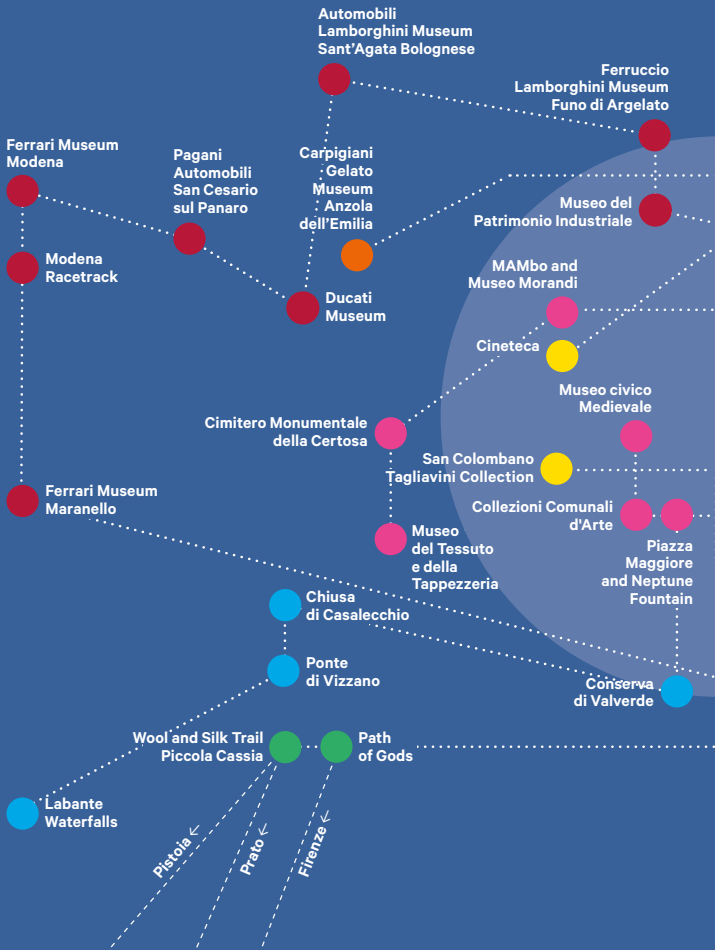 Automobili
Lamborghini Museum
Sant'Agata Bolognese
Ferruccio
Lamborghini Museum
Funo di Argelato
Ferrari Museum
Modena
Pagani
Automobili
San Cesario
sul Panaro
Carpigiani
Gelato
Museum
Anzola
dell'Emilia
Museo del
Patrimonio Industriale
Modena
Racetrack
Ducati
Museum
MAMbo and
Museo Morandi
Cineteca
Museo civico
Medievale
Cimitero Monumentale
della Certosa
San Colombano
Tagliavini Collection
Ferrari Museum
Maranello
Collezioni Comunali
d'Arte
Museo
del Tessuto
e della
Tappezzeria
Piazza
Maggiore
and Neptune
Fountain
Chiusa
di Casalecchio
Ponte
di Vizzano
Conserva
di Valverde
Wool and Silk Trail
Piccola Cassia
Path
of Gods
Labante
Waterfalls
Pistoia
Prato
Firenze